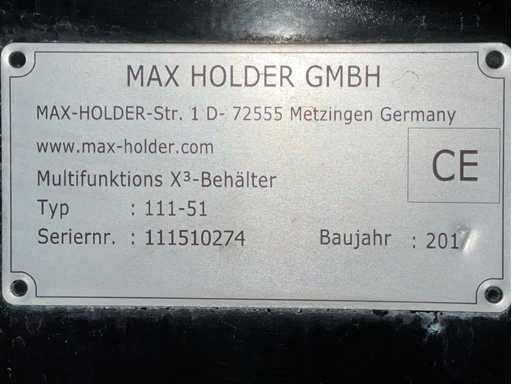 MAX HOLDER GMBH
MAX-HOLDER-Str. 1 D- 72555 Metzingen Germany
www.max-holder.com
CE
Multifunktions X³-Behälter
Typ : 111-51
Seriernr. : 111510274 Baujahr : 2017